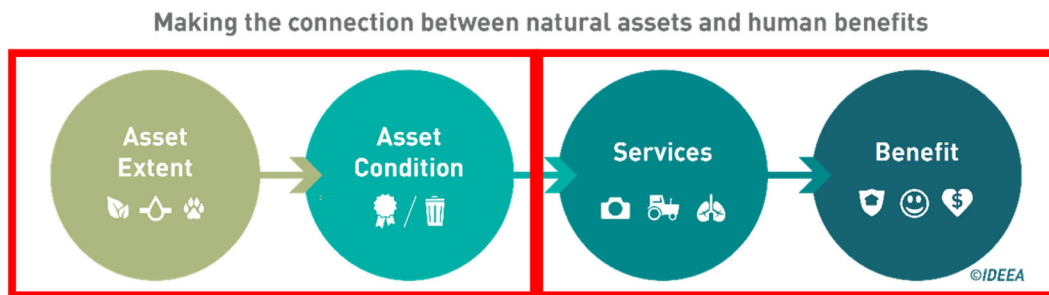 Making the connection between natural assets and human benefits
Asset
Extent
Asset
Condition
Services
Benefit
©IDEEA